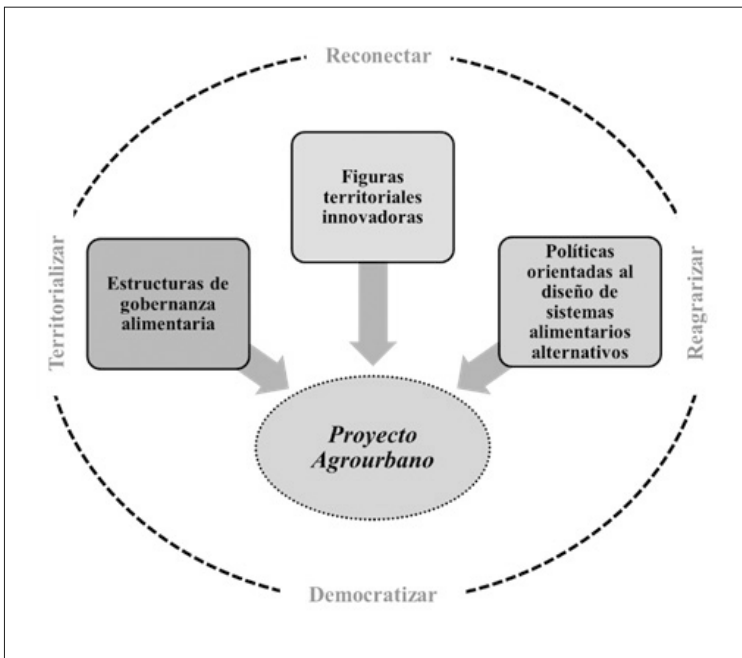 Reconectar
Figuras
territoriales
innovadoras
Territorializar
Estructuras de
gobernanza
alimentaria
Políticas
orientadas al
diseño de
sistemas
alimentarios
alternativos
Reagrarizar
Proyecto
Agrourbano
Democratizar